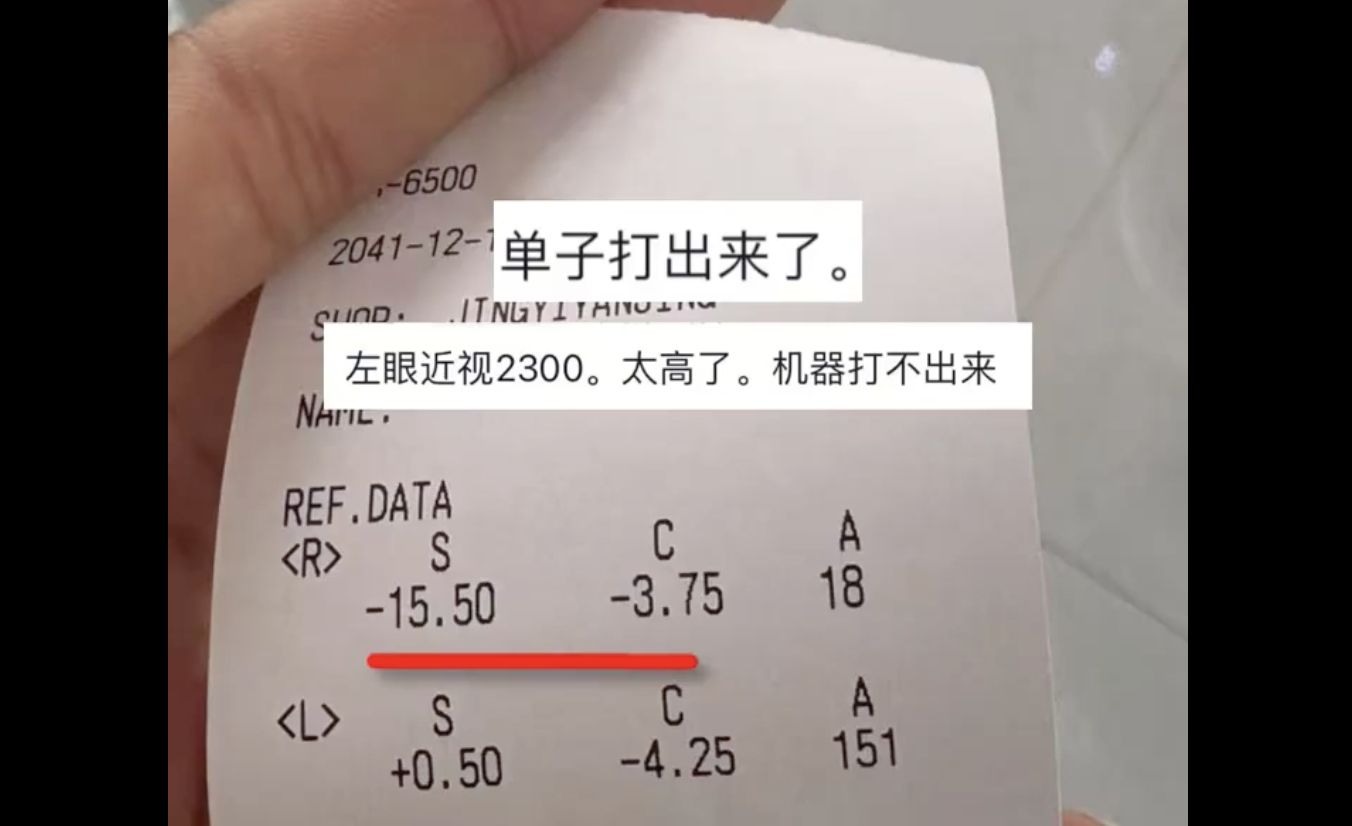 -6500
2041-12-
单子打出来了。
SHOP: JINGYIYANJING
左眼近视2300。太高了。机器打不出来
NAME:
REF.DATA
<R> S C A
-15.50 -3.75 18
<L> S C A
+0.50 -4.25 151